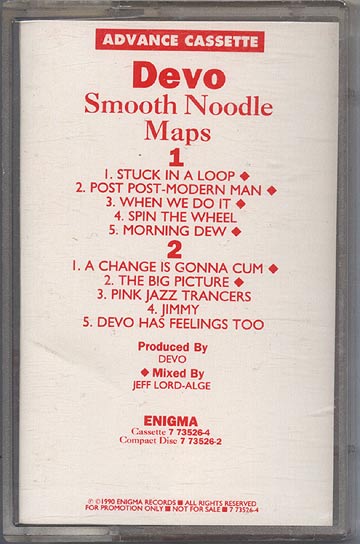 ADVANCE CASSETTE
Devo
Smooth Noodle
Maps
1
1. STUCK IN A LOOP ◆
2. POST POST-MODERN MAN ◆
3. WHEN WE DO IT ◆
4. SPIN THE WHEEL
5. MORNING DEW ◆
2
1. A CHANGE IS GONNA CUM ◆
2. THE BIG PICTURE ◆
3. PINK JAZZ TRANCERS
4. JIMMY
5. DEVO HAS FEELINGS TOO
Produced By
DEVO
◆ Mixed By
JEFF LORD-ALGE
ENIGMA
Cassette 7 73526-4
Compact Disc 7 73526-2
℗ ©1990 ENIGMA RECORDS ■ ALL RIGHTS RESERVED
FOR PROMOTION ONLY ■ NOT FOR SALE ■ 7 73526-4